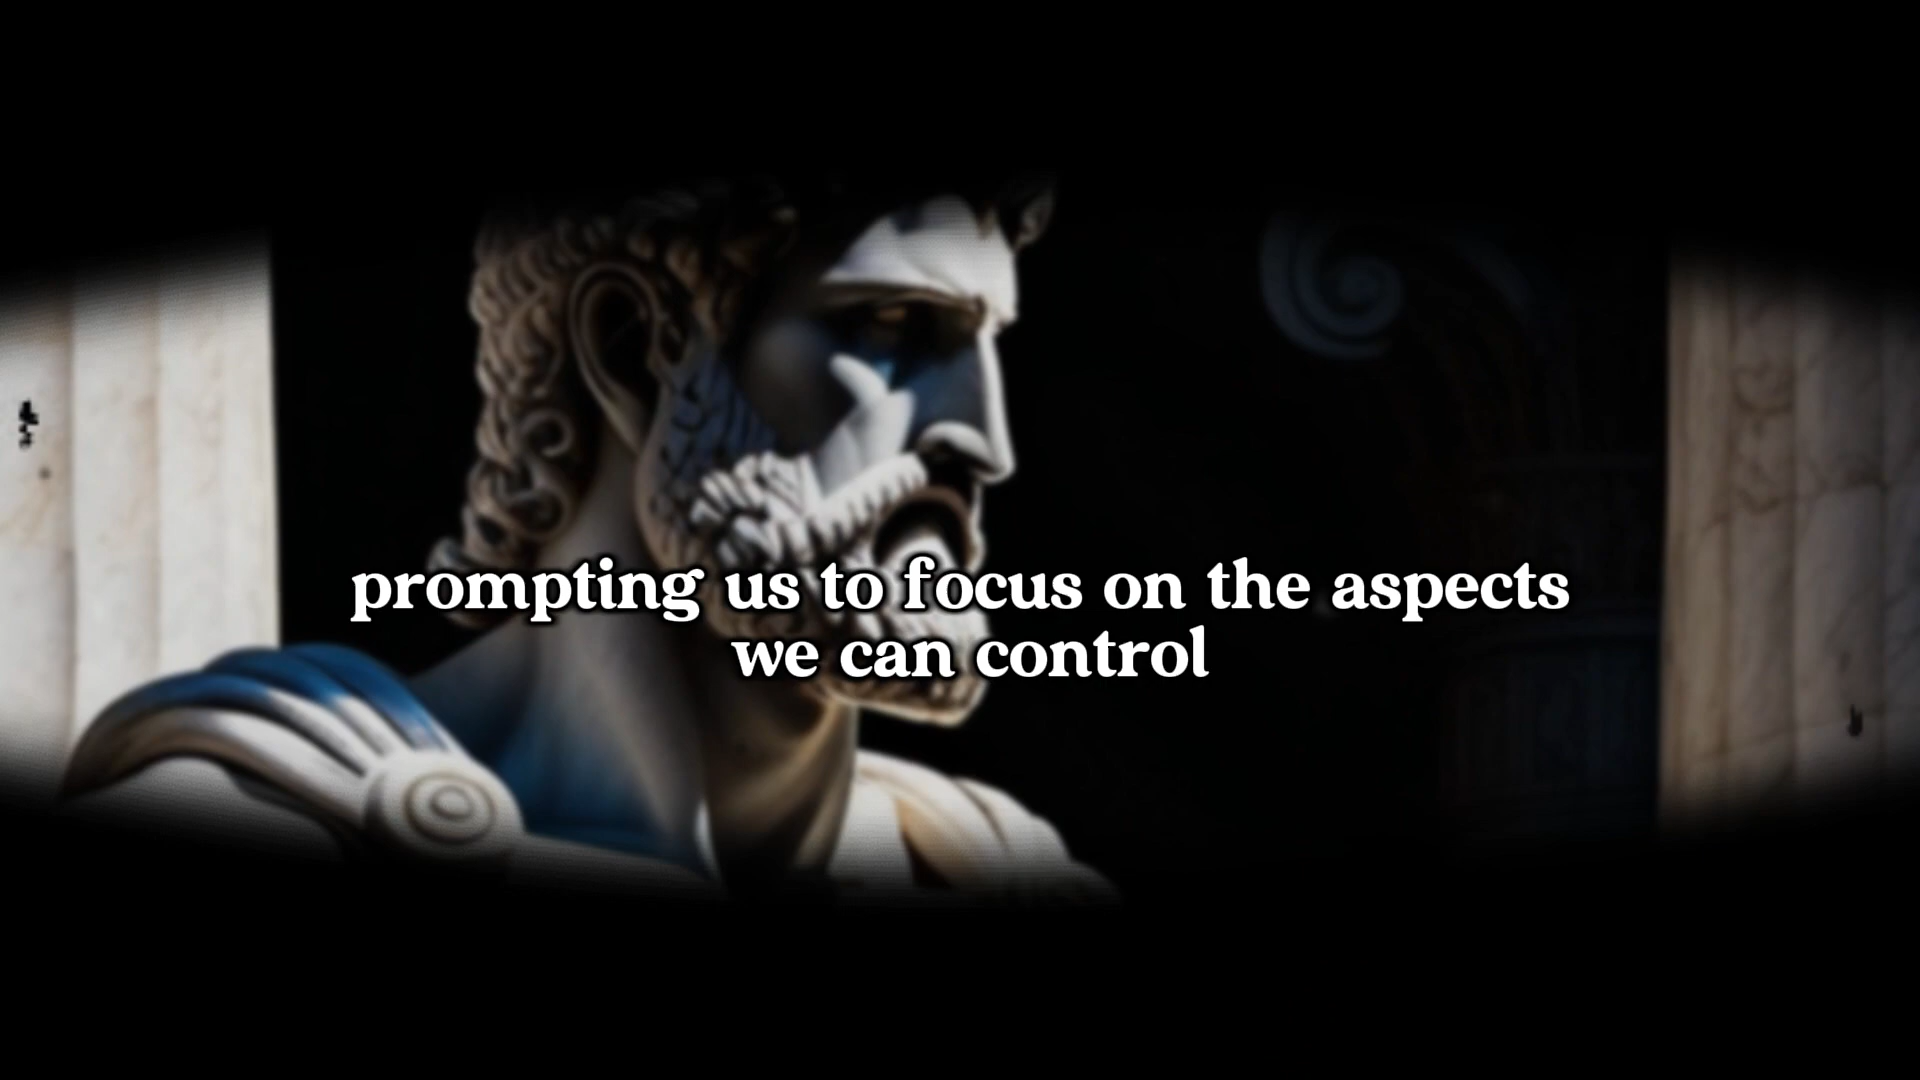 prompting us to focus on the aspects
we can control